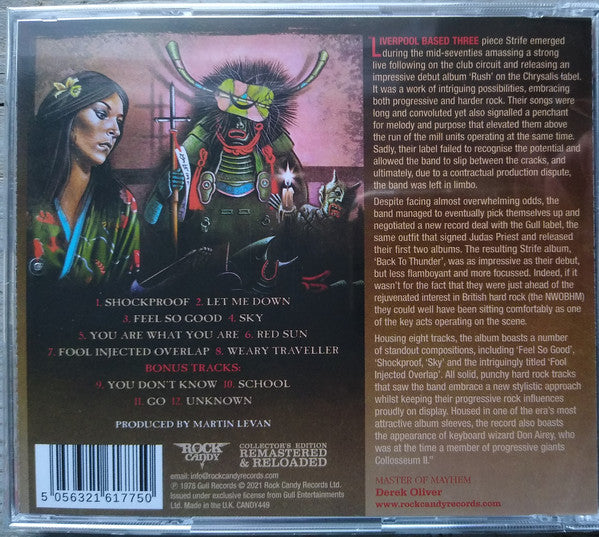 1. SHOCKPROOF 2. LET ME DOWN
3. FEEL SO GOOD 4. SKY
5. YOU ARE WHAT YOU ARE 6. RED SUN
7. FOOL INJECTED OVERLAP 8. WEARY TRAVELLER
BONUS TRACKS:
9. YOU DON'T KNOW 10. SCHOOL
11. GO 12. UNKNOWN
PRODUCED BY MARTIN LEVAN
5 056321 617750
ROCK
CANDY
COLLECTOR'S EDITION
REMASTERED
& RELOADED
email: info@rockcandyrecords.com
℗ 1978 Gull Records © 2021 Rock Candy Records Ltd.
Issued under exclusive license from Gull Entertainments
Ltd. Made in the U.K. CANDY449
LIVERPOOL BASED THREE piece Strife emerged
during the mid-seventies amassing a strong
live following on the club circuit and releasing an
impressive debut album 'Rush' on the Chrysalis label.
It was a work of intriguing possibilities, embracing
both progressive and harder rock. Their songs were
long and convoluted yet also signalled a penchant
for melody and purpose that elevated them above
the run of the mill units operating at the same time.
Sadly, their label failed to recognise the potential and
allowed the band to slip between the cracks, and
ultimately, due to a contractual production dispute,
the band was left in limbo.
Despite facing almost overwhelming odds, the
band managed to eventually pick themselves up and
negotiated a new record deal with the Gull label, the
same outfit that signed Judas Priest and released
their first two albums. The resulting Strife album,
'Back To Thunder', was as impressive as their debut,
but less flamboyant and more focussed. Indeed, if it
wasn't for the fact that they were just ahead of the
rejuvenated interest in British hard rock (the NWOBHM)
they could well have been sitting comfortably as one
of the key acts operating on the scene.
Housing eight tracks, the album boasts a number of
standout compositions, including 'Feel So Good',
'Shockproof, 'Sky' and the intriguingly titled 'Fool
Injected Overlap'. All solid, punchy hard rock tracks
that saw the band embrace a new stylistic approach
whilst keeping their progressive rock influences
proudly on display. Housed in one of the era's most
attractive album sleeves, the record also boasts
the appearance of keyboard wizard Don Airey, who
was at the time a member of progressive giants
Collosseum II."
MASTER OF MAYHEM
Derek Oliver
www.rockcandyrecords.com